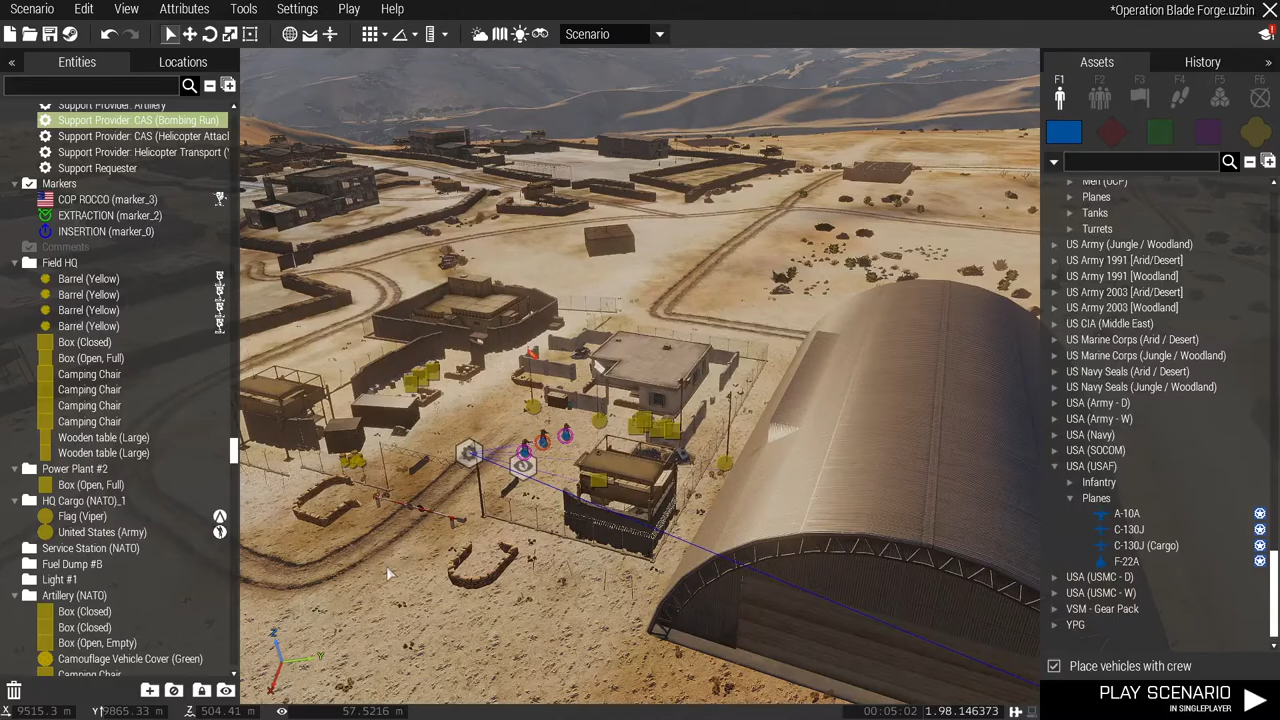 Scenario Edit View Attributes Tools Settings Play Help
*Operation Blade Forge.uzbin
Scenario
Entities Locations
Support Provider: Artillery
Support Provider: CAS (Bombing Run)
Support Provider: CAS (Helicopter Attacl
Support Provider: Helicopter Transport ('
Support Requester
Markers
COP ROCCO (marker_3)
EXTRACTION (marker_2)
INSERTION (marker_0)
Comments
Field HQ
Barrel (Yellow)
Barrel (Yellow)
Barrel (Yellow)
Barrel (Yellow)
Box (Closed)
Box (Open, Full)
Camping Chair
Camping Chair
Camping Chair
Camping Chair
Wooden table (Large)
Wooden table (Large)
Power Plant #2
Box (Open, Full)
HQ Cargo (NATO)_1
Flag (Viper)
United States (Army)
Service Station (NATO)
Fuel Dump #B
Light #1
Artillery (NATO)
Box (Closed)
Box (Closed)
Box (Open, Empty)
Camouflage Vehicle Cover (Green)
Camping Chair
Z
Y
X
X 9515.3 m Y 9865.33 m Z 504.41 m 57.5216 m 00:05:02 1.98.146373
Assets History
F1 F2 F3 F4 F5 F6
Men (UCP)
Planes
Tanks
Turrets
US Army (Jungle / Woodland)
US Army 1991 [Arid/Desert]
US Army 1991 [Woodland]
US Army 2003 [Arid/Desert]
US Army 2003 [Woodland]
US CIA (Middle East)
US Marine Corps (Arid / Desert)
US Marine Corps (Jungle / Woodland)
US Navy Seals (Arid / Desert)
US Navy Seals (Jungle / Woodland)
USA (Army - D)
USA (Army - W)
USA (Navy)
USA (SOCOM)
USA (USAF)
Infantry
Planes
A-10A
C-130J
C-130J (Cargo)
F-22A
USA (USMC - D)
USA (USMC - W)
VSM - Gear Pack
YPG
Place vehicles with crew
PLAY SCENARIO
IN SINGLEPLAYER